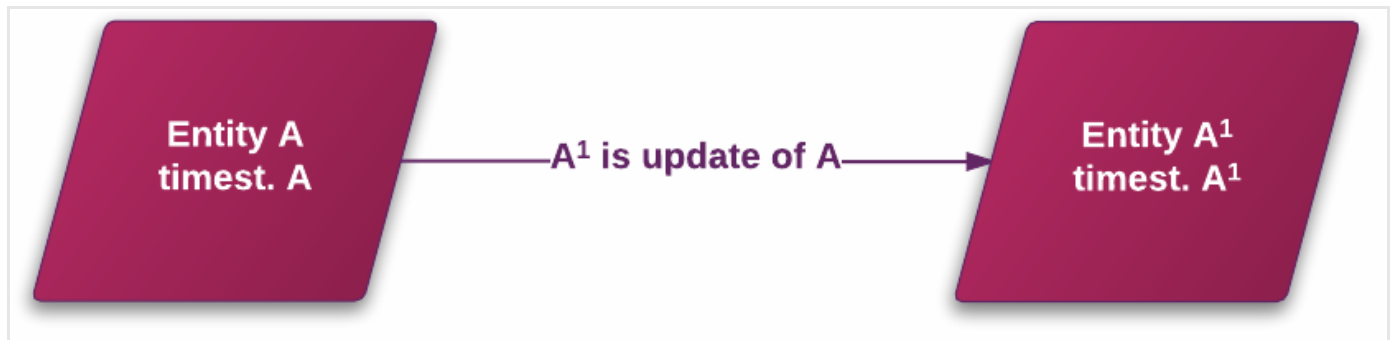 Entity A
timest. A
A¹ is update of A
Entity A¹
timest. A¹